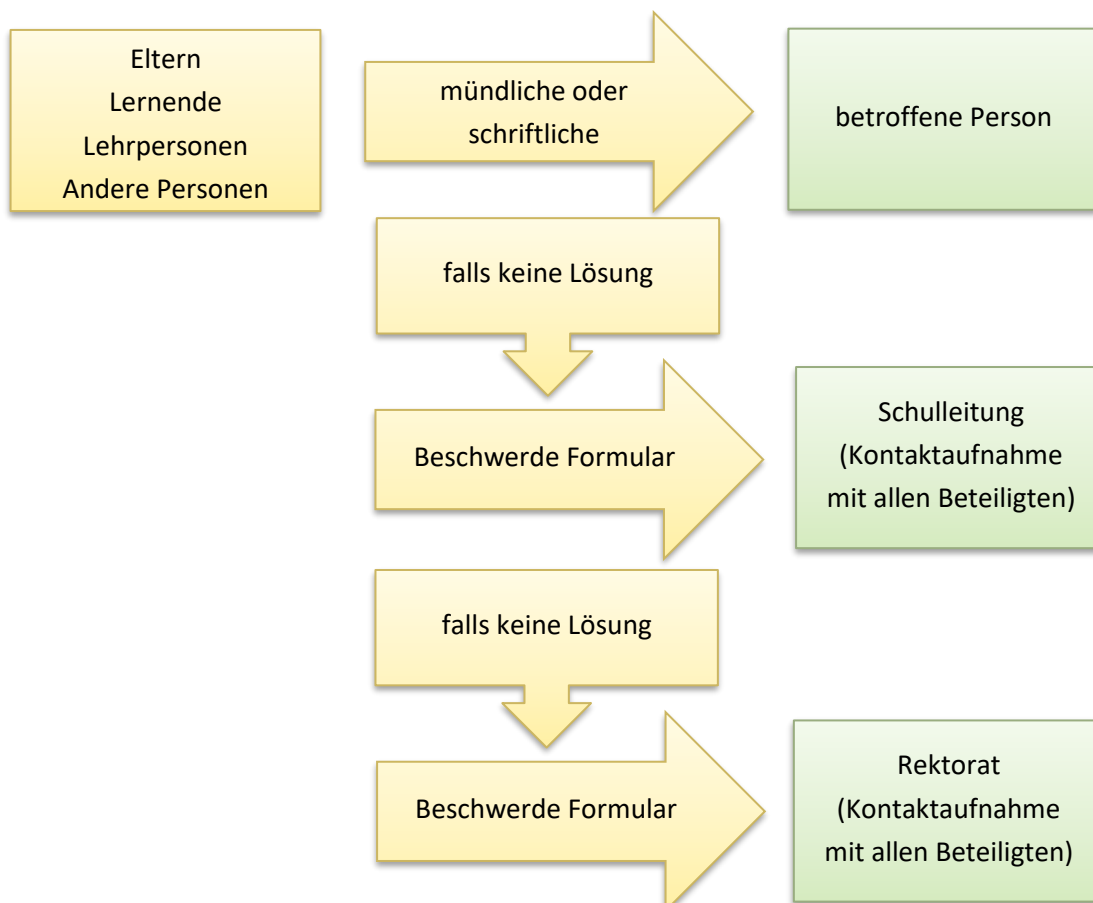 Eltern
Lernende
Lehrpersonen
Andere Personen
mündliche oder
schriftliche
betroffene Person
falls keine Lösung
Beschwerde Formular
Schulleitung
(Kontaktaufnahme
mit allen Beteiligten)
falls keine Lösung
Beschwerde Formular
Rektorat
(Kontaktaufnahme
mit allen Beteiligten)